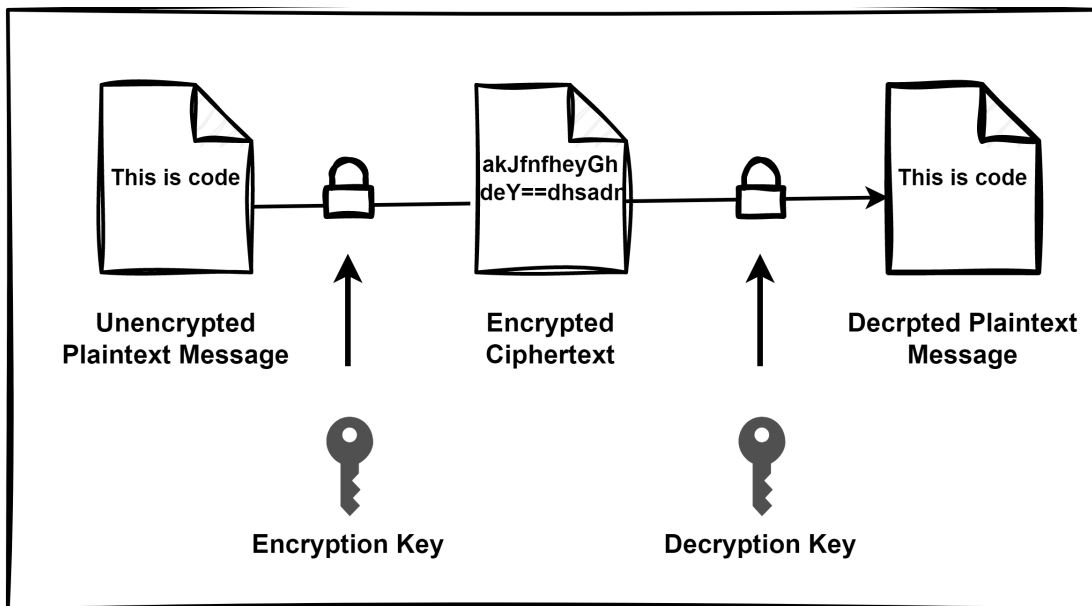 This is code
akJfnfheyGh
deY==dhsadn
This is code
Unencrypted
Plaintext Message
Encrypted
Ciphertext
Decrpted Plaintext
Message
Encryption Key
Decryption Key